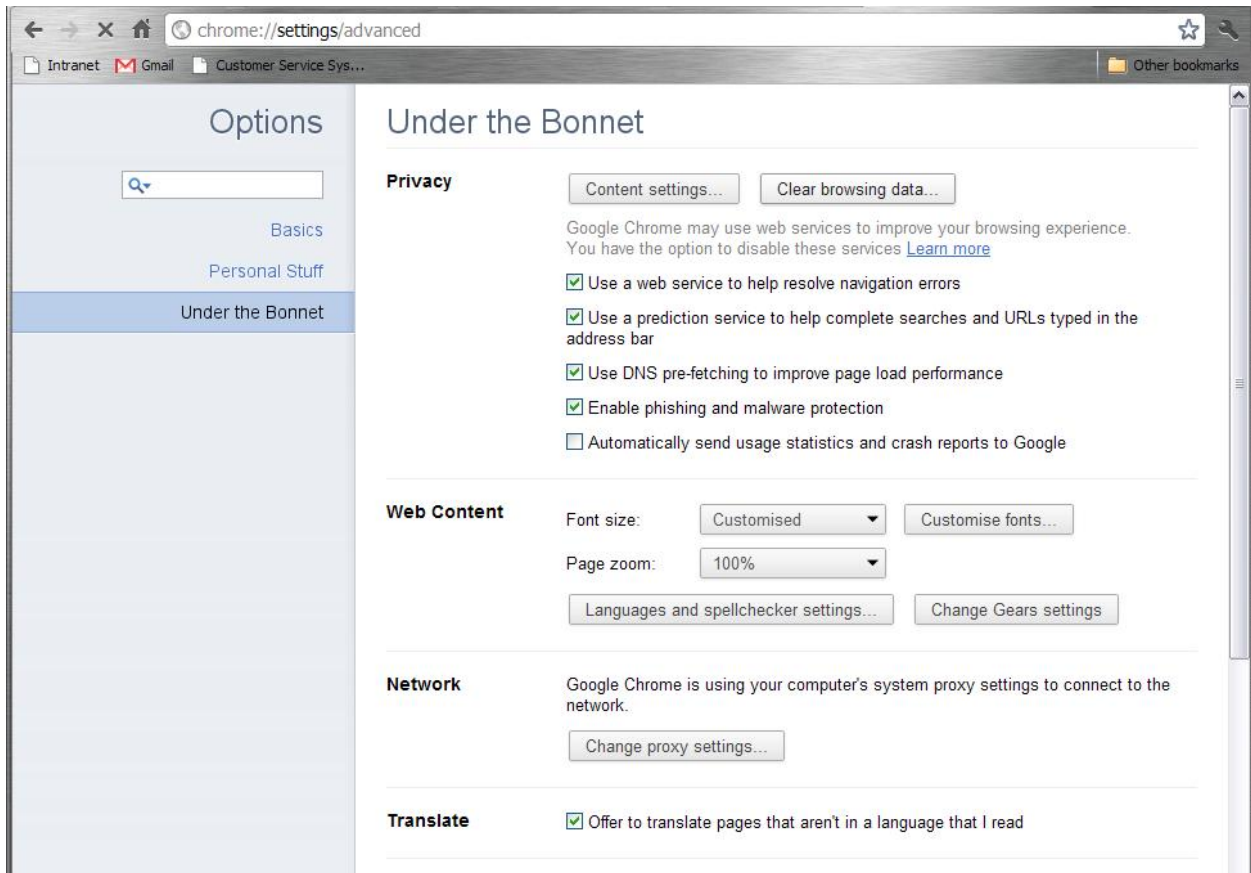 chrome://settings/advanced
Intranet Gmail Customer Service Sys... Other bookmarks
Options
Basics
Personal Stuff
Under the Bonnet
Under the Bonnet
Privacy
Content settings... Clear browsing data...
Google Chrome may use web services to improve your browsing experience.
You have the option to disable these services Learn more
Use a web service to help resolve navigation errors
Use a prediction service to help complete searches and URLs typed in the
address bar
Use DNS pre-fetching to improve page load performance
Enable phishing and malware protection
Automatically send usage statistics and crash reports to Google
Web Content
Font size: Customised Customise fonts...
Page zoom: 100%
Languages and spellchecker settings... Change Gears settings
Network
Google Chrome is using your computer's system proxy settings to connect to the
network.
Change proxy settings...
Translate
Offer to translate pages that aren't in a language that I read